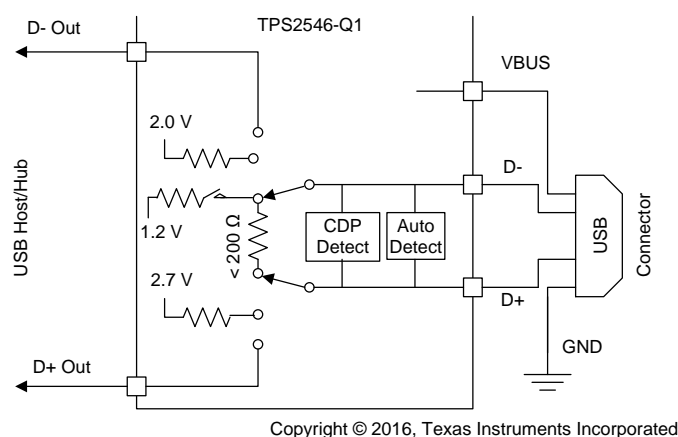 D- Out
TPS2546-Q1
VBUS
2.0 V
D-
1.2 V
< 200 Ω
CDP
Detect
Auto
Detect
USB Host/Hub
USB
Connector
2.7 V
D+
D+ Out
GND
Copyright © 2016, Texas Instruments Incorporated